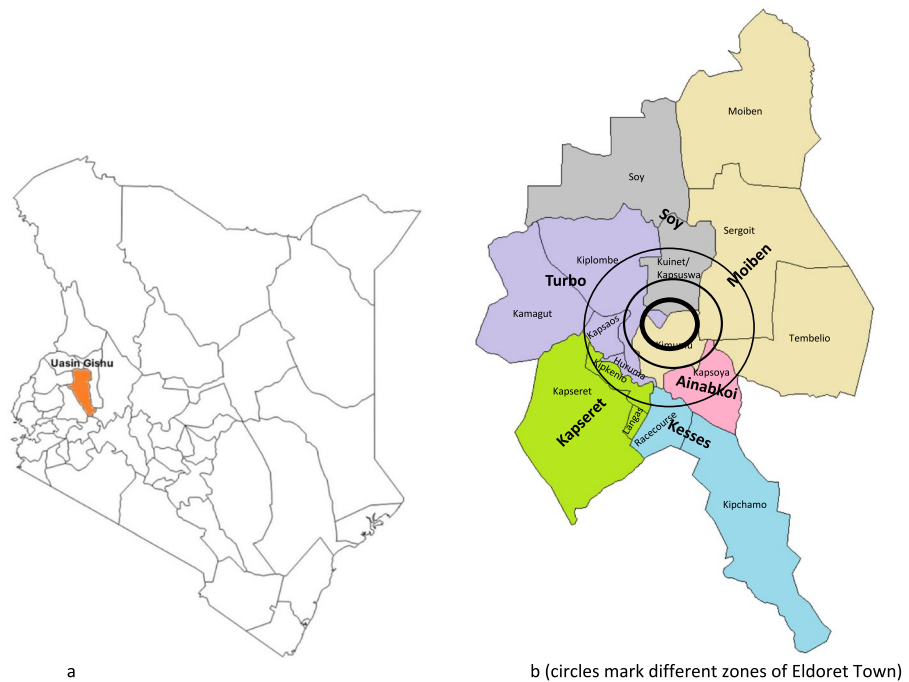 Uasin Gishu
Moiben
Soy
Soy
Sergoit
Moiben
Kiplombe
Kuinet/
Kapsuswa
Turbo
Kamagut
Kapsaos
Kimumu
Tembelio
Huruma
Kipkenio
Kapsoya
Ainabkoi
Kapseret
Kapseret
Langas
Racecourse
Kesses
Kipchamo
a
b (circles mark different zones of Eldoret Town)